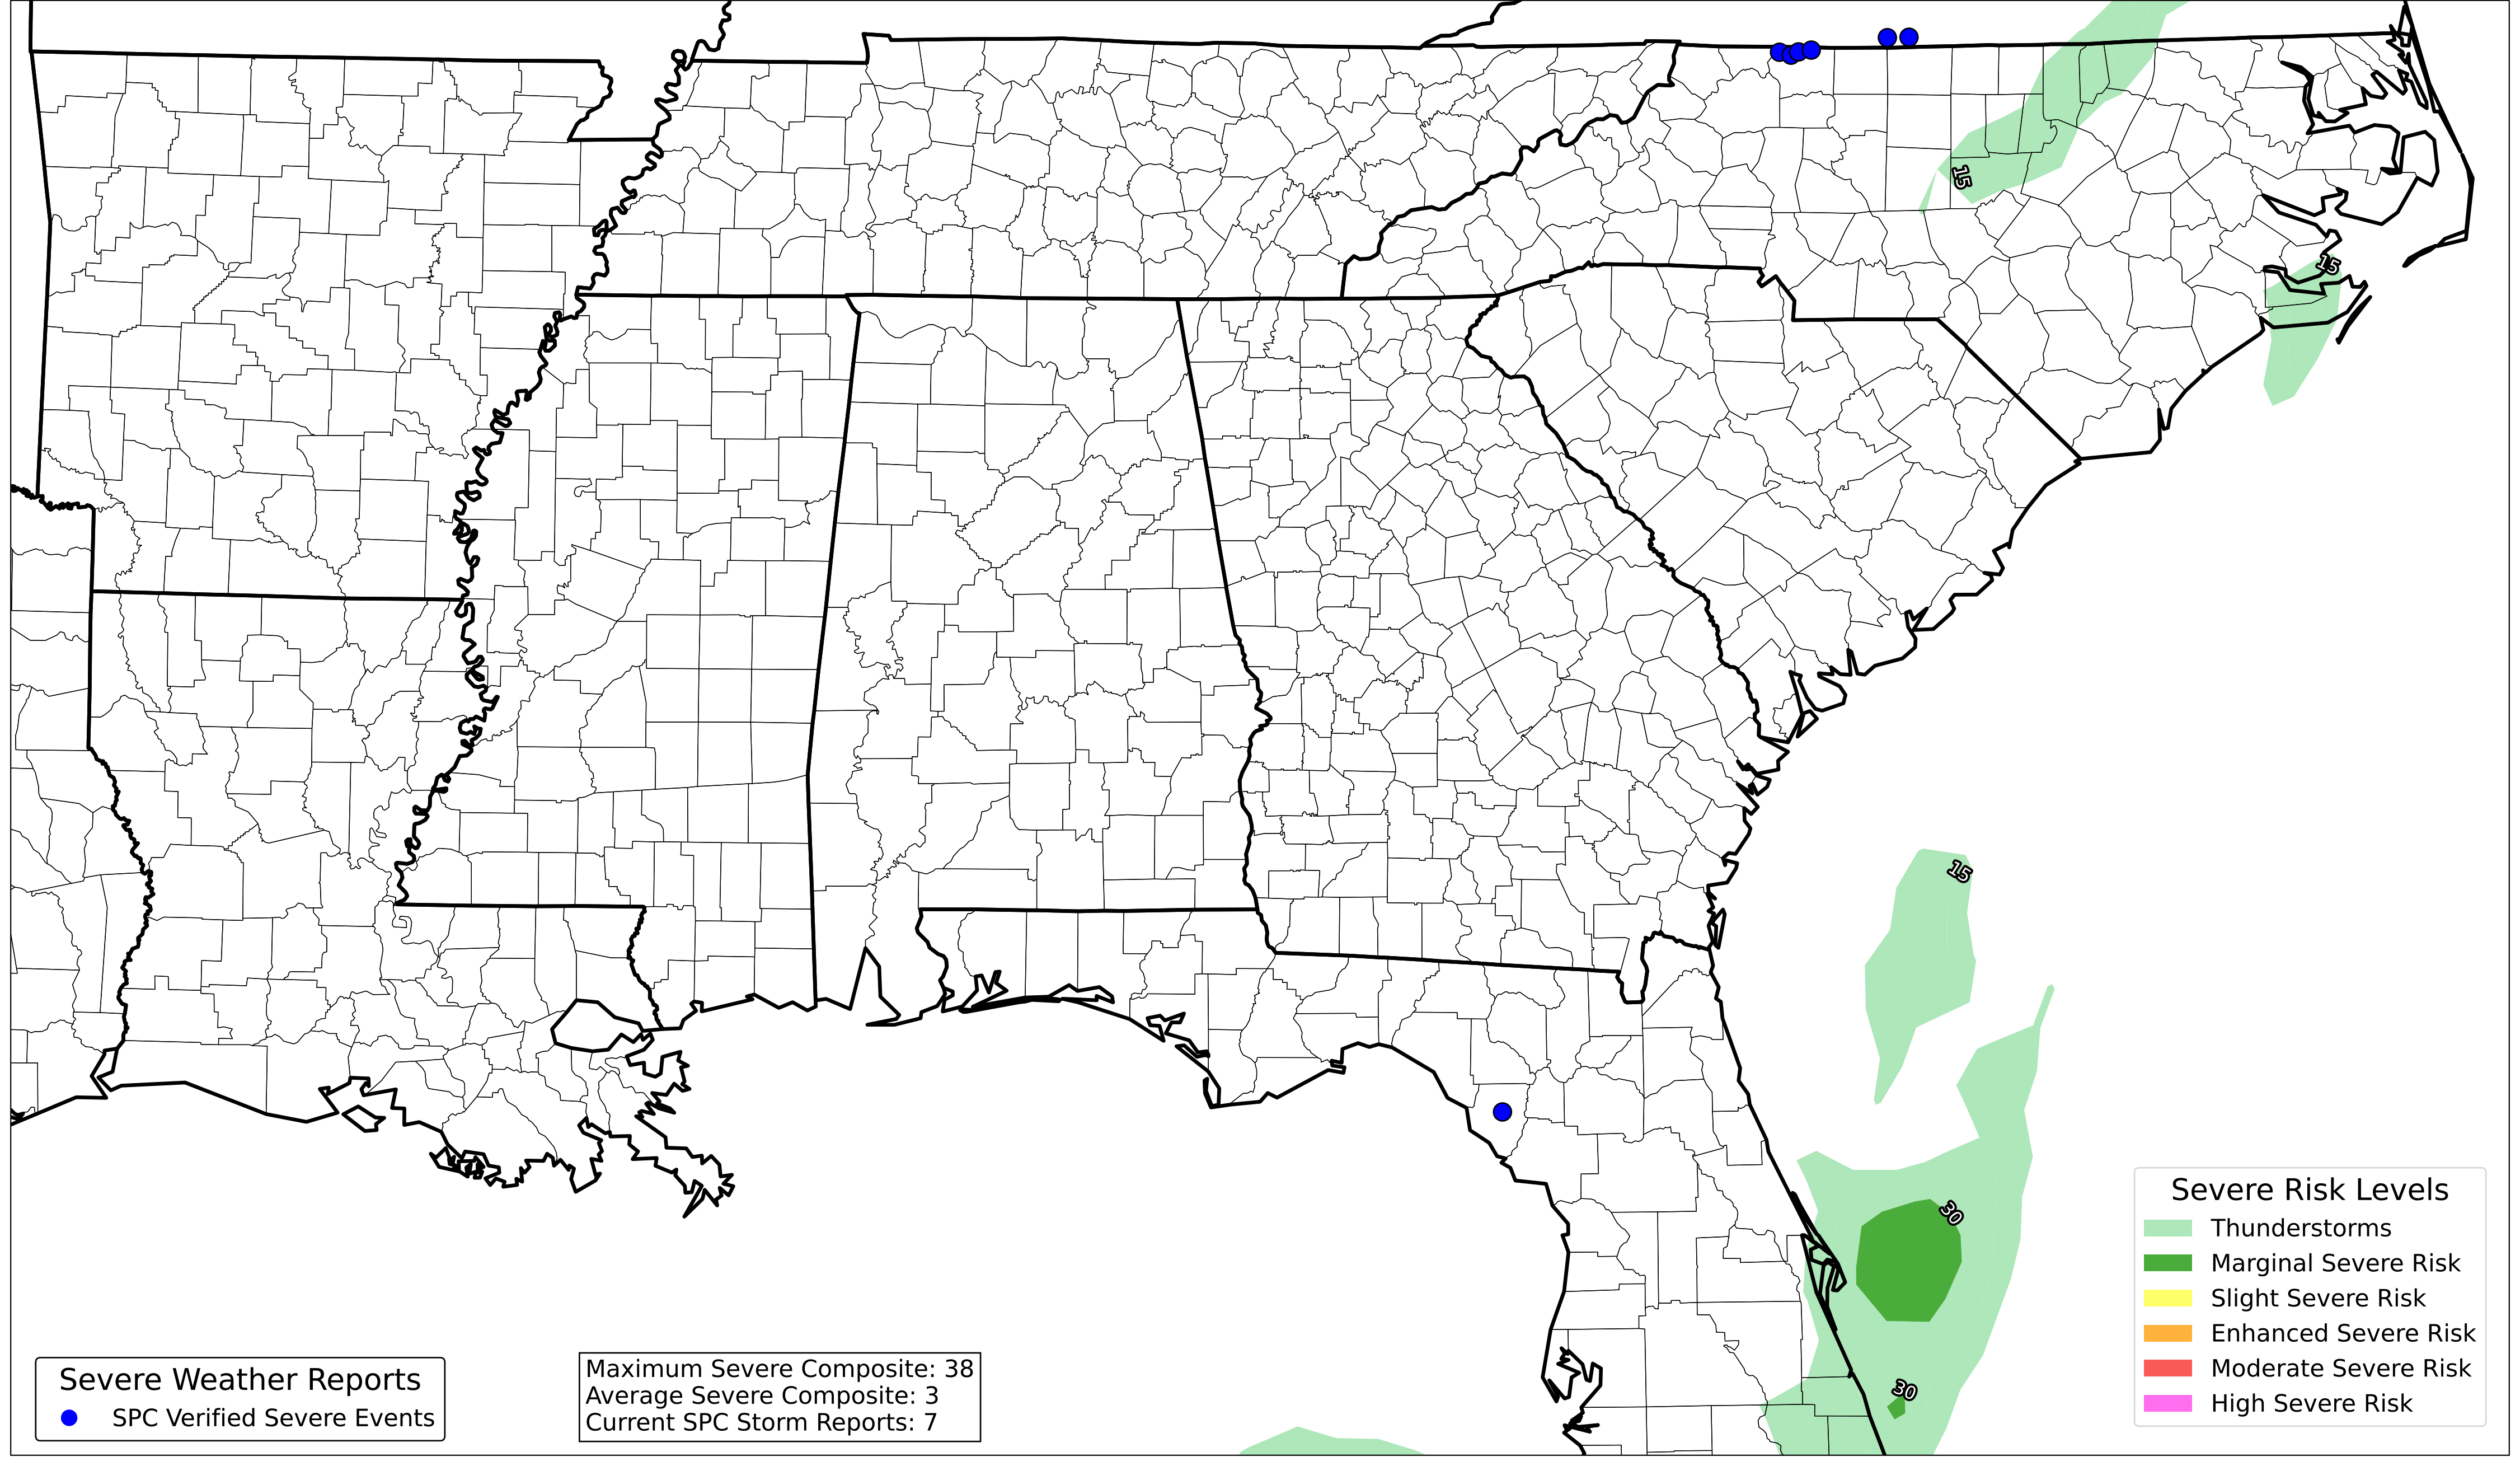 15
15
15
30
30
Severe Weather Reports
SPC Verified Severe Events
Maximum Severe Composite: 38
Average Severe Composite: 3
Current SPC Storm Reports: 7
Severe Risk Levels
Thunderstorms
Marginal Severe Risk
Slight Severe Risk
Enhanced Severe Risk
Moderate Severe Risk
High Severe Risk